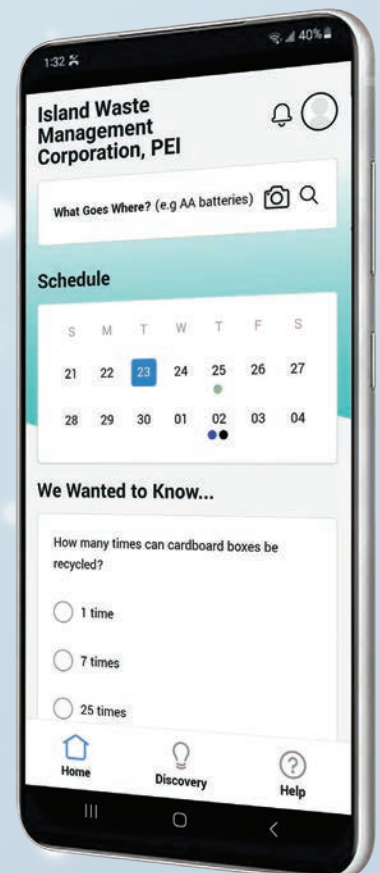 1:32
40%
Island Waste
Management
Corporation, PEI
What Goes Where? (e.g AA batteries)
Schedule
S M T W T F S
21 22 23 24 25 26 27
28 29 30 01 02 03 04
We Wanted to Know...
How many times can cardboard boxes be
recycled?
1 time
7 times
25 times
Home Discovery Help